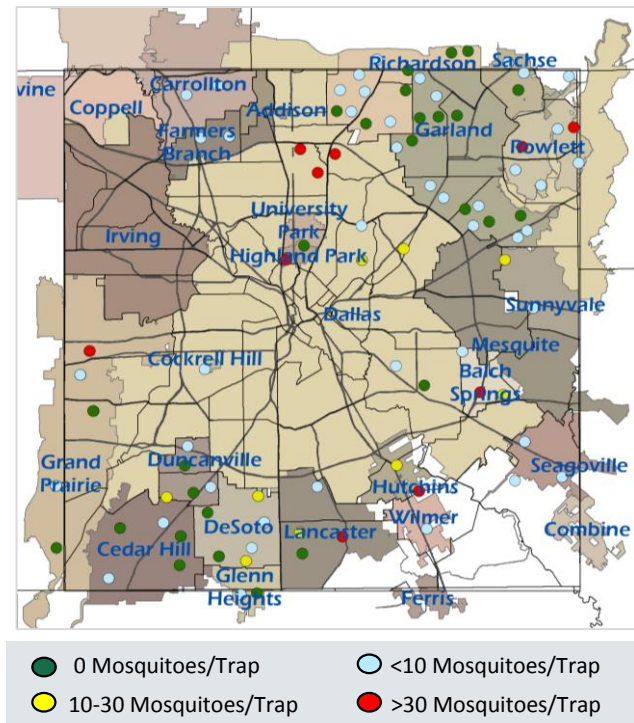 Richardson
Sachse
Carrollton
vine
Coppell
Addison
Garland
Farmers
Branch
Rowlett
University
Park
Irving
Highland Park
Sunnyvale
Dallas
Mesquite
Cockrell Hill
Balch
Springs
Duncanville
Seagoville
Grand
Prairie
Hutchins
Wilmer
DeSoto
Lancaster
Combine
Cedar Hill
Glenn
Heights
Ferris
0 Mosquitoes/Trap
<10 Mosquitoes/Trap
10-30 Mosquitoes/Trap
>30 Mosquitoes/Trap